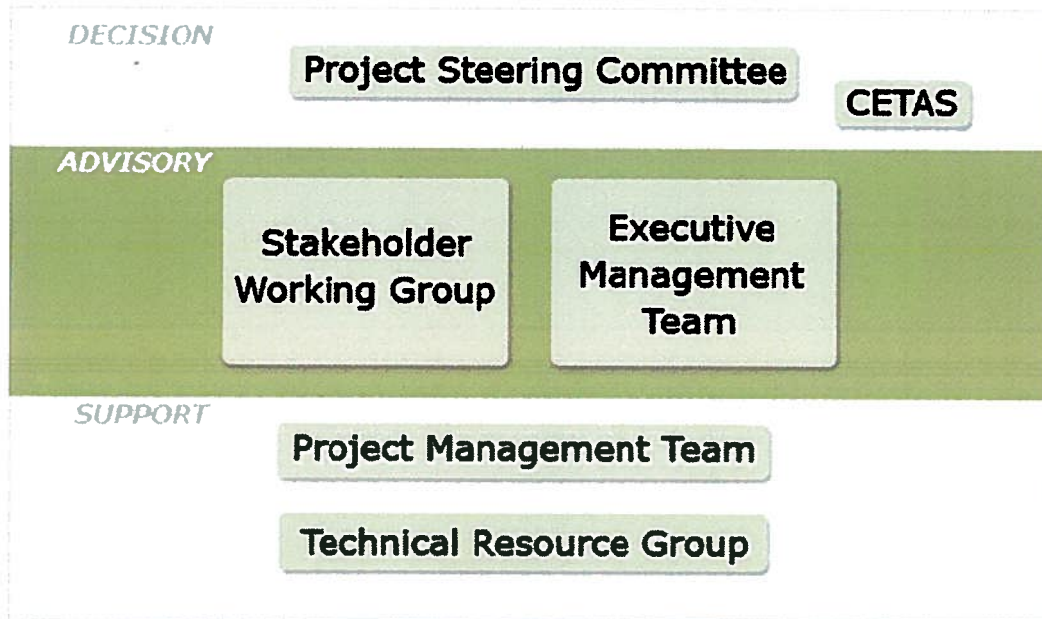 DECISION
Project Steering Committee
CETAS
ADVISORY
Stakeholder
Working Group
Executive
Management
Team
SUPPORT
Project Management Team
Technical Resource Group